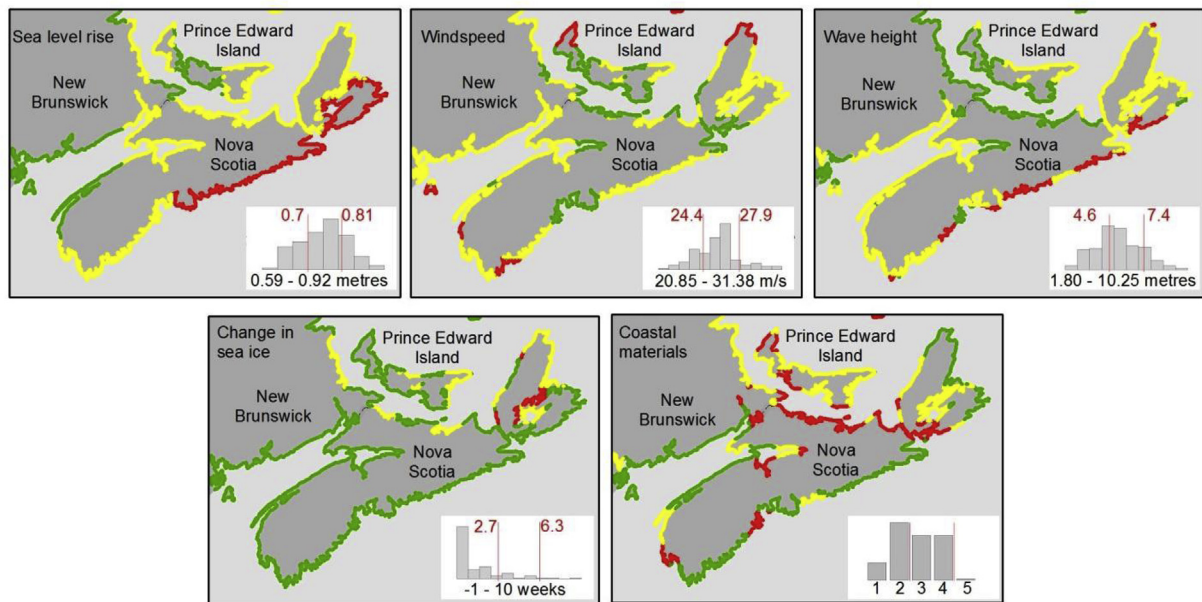 Sea level rise
Prince Edward
Island
New
Brunswick
Nova
Scotia
0.7
0.81
0.59 - 0.92 metres
Windspeed
Prince Edward
Island
New
Brunswick
Nova
Scotia
24.4
27.9
20.85 - 31.38 m/s
Wave height
Prince Edward
Island
New
Brunswick
Nova
Scotia
4.6
7.4
1.80 - 10.25 metres
Change in
sea ice
Prince Edward
Island
New
Brunswick
Nova
Scotia
2.7
6.3
-1 - 10 weeks
Coastal
materials
Prince Edward
Island
New
Brunswick
Nova
Scotia
1 2 3 4 5